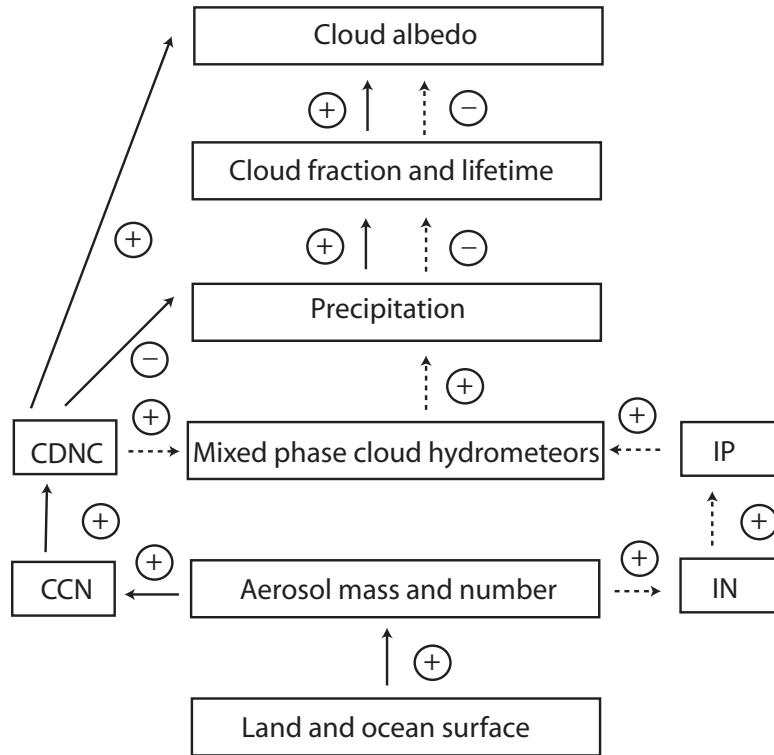 Cloud albedo
+
−
Cloud fraction and lifetime
+
+
−
Precipitation
−
+
+
+
CDNC
Mixed phase cloud hydrometeors
IP
+
+
+
+
CCN
Aerosol mass and number
IN
+
Land and ocean surface